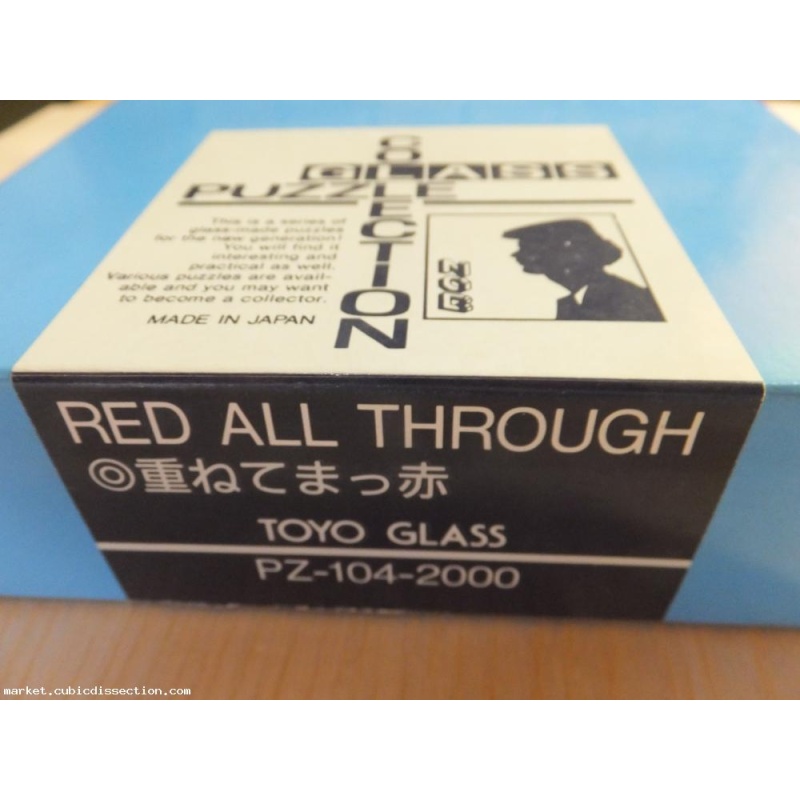 COLLECTION
GLASS
PUZZLE
This is a series of
glass-made puzzles
for the new generation!
You will find it
interesting and
practical as well.
Various puzzles are avail-
able and you may want
to become a collector.
MADE IN JAPAN
RED ALL THROUGH
◎重ねてまっ赤
TOYO GLASS
PZ-104-2000
market.cubicdissection.com